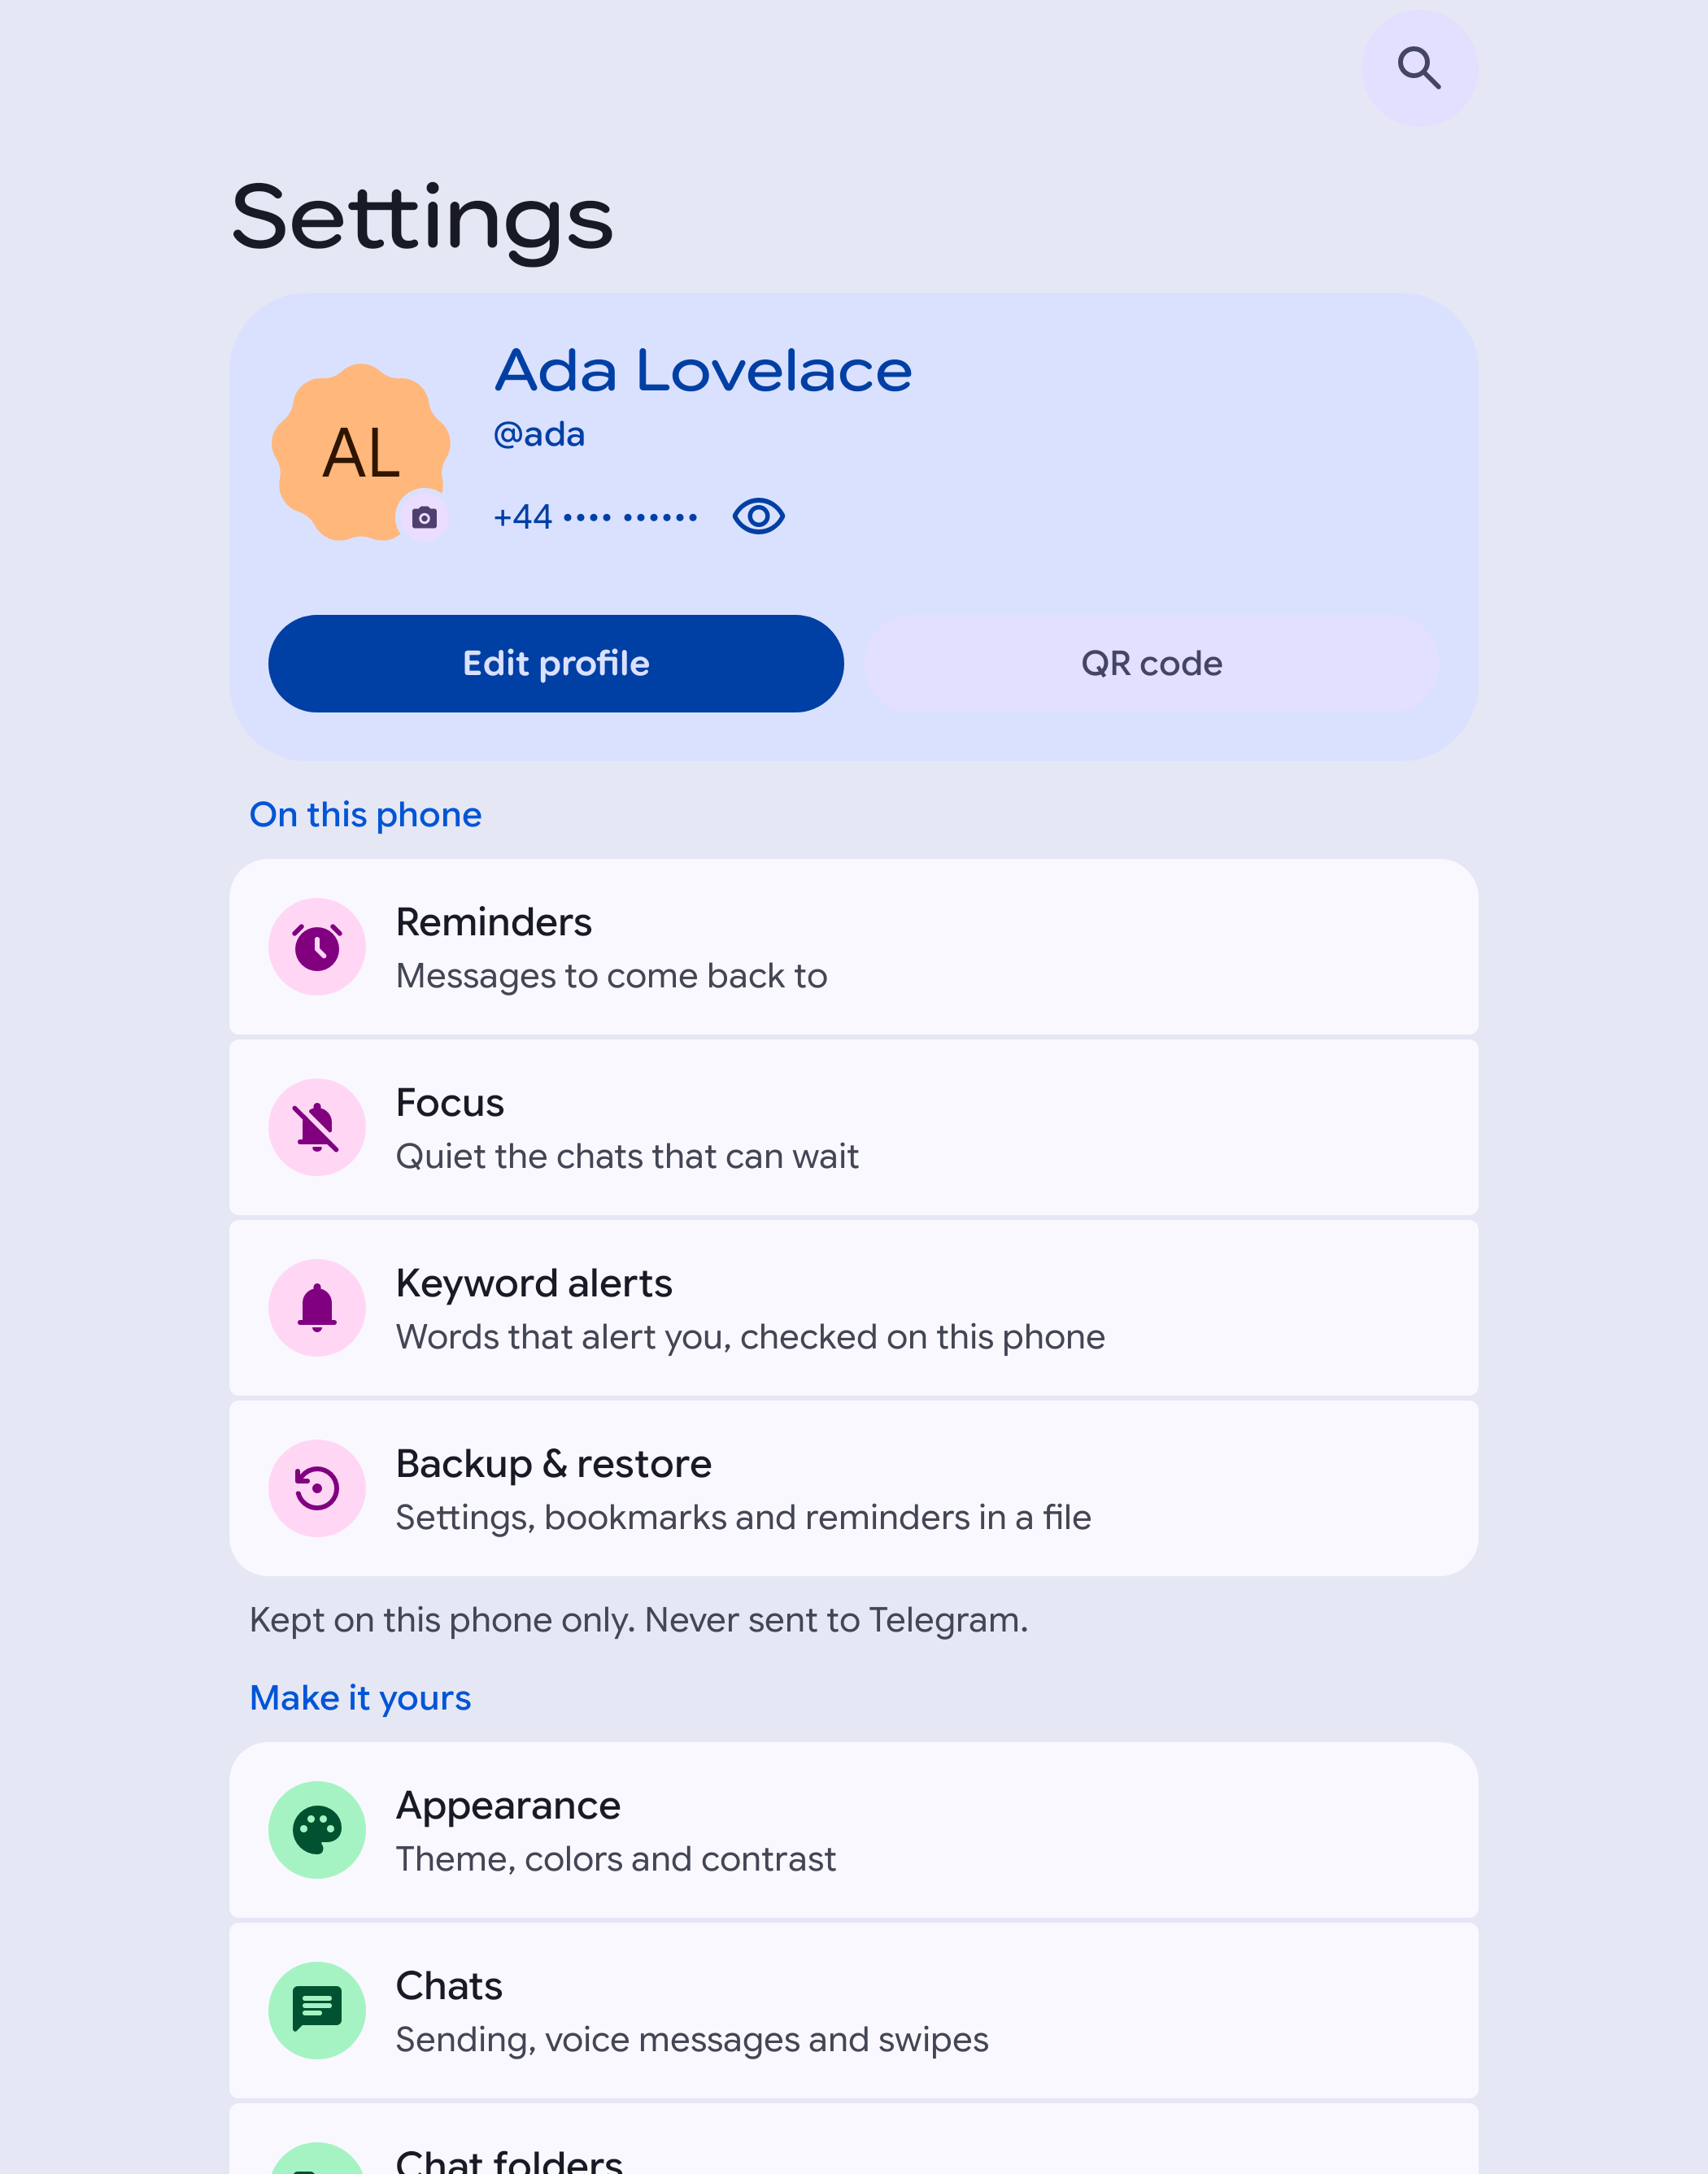 Settings
Ada Lovelace
@ada
AL
+44 •••• ••••••
Edit profile
QR code
On this phone
Reminders
Messages to come back to
Focus
Quiet the chats that can wait
Keyword alerts
Words that alert you, checked on this phone
Backup & restore
Settings, bookmarks and reminders in a file
Kept on this phone only. Never sent to Telegram.
Make it yours
Appearance
Theme, colors and contrast
Chats
Sending, voice messages and swipes
Chat folders